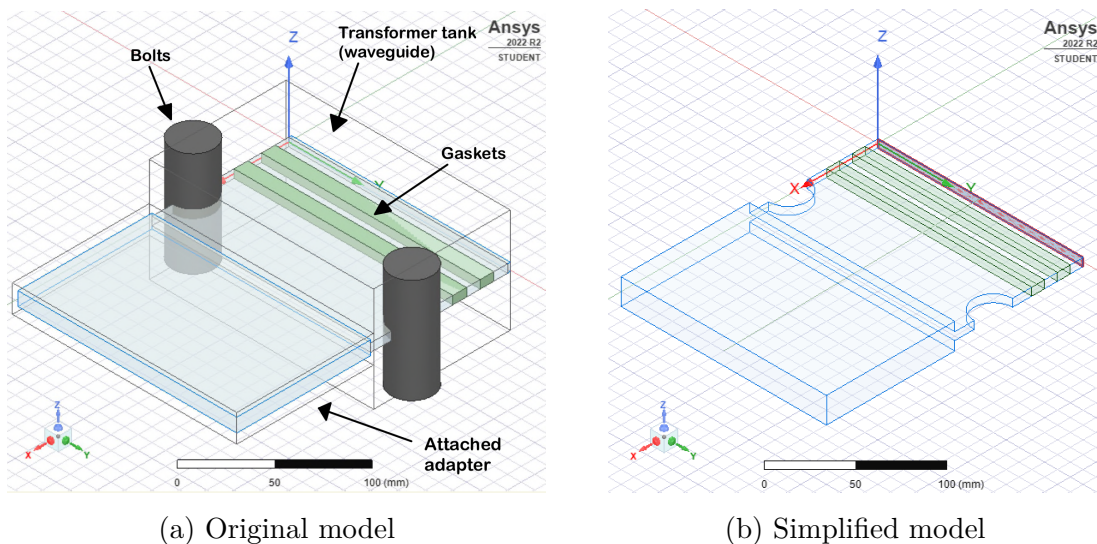 Z
Transformer tank
(waveguide)
Ansys
2022 R2
STUDENT
Bolts
Gaskets
Y
Attached
adapter
Z
X
Y
0
50
100 (mm)
(a) Original model
Z
Ansys
2022 R2
STUDENT
X
Y
Z
X
Y
0
50
100 (mm)
(b) Simplified model